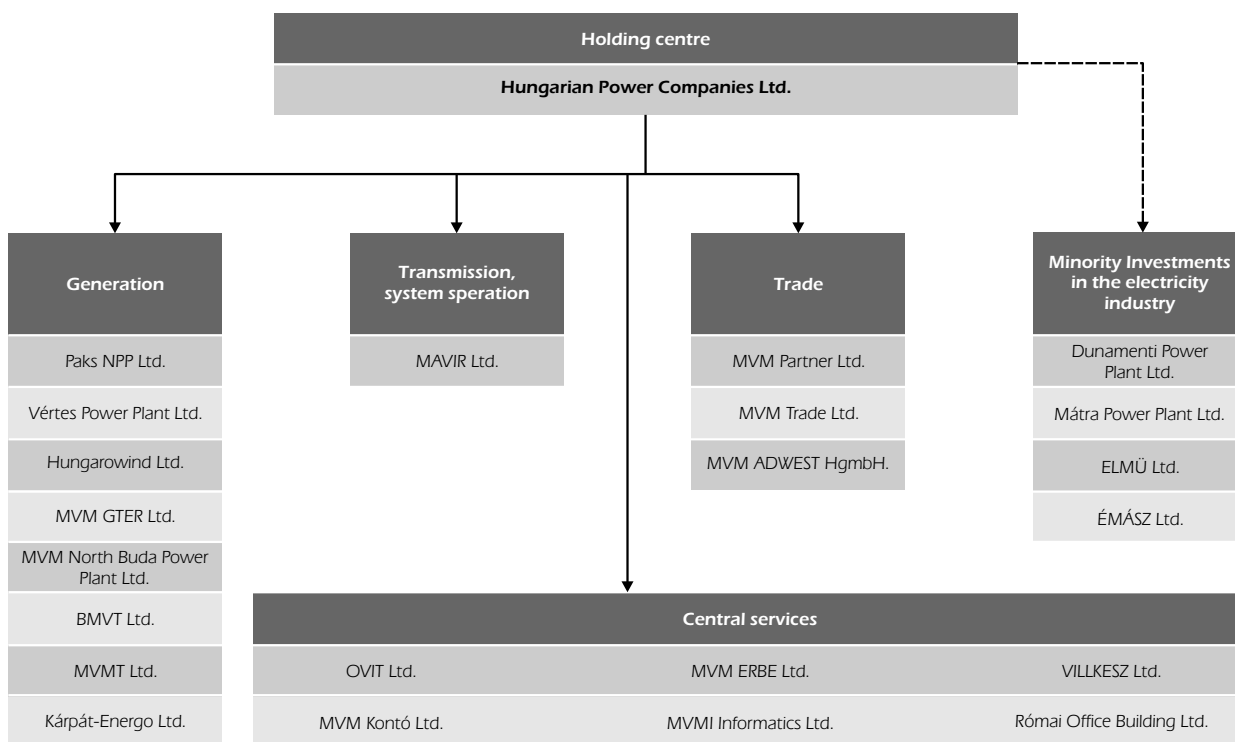 Holding centre
Hungarian Power Companies Ltd.
Generation
Paks NPP Ltd.
Vértes Power Plant Ltd.
Hungarowind Ltd.
MVM GTER Ltd.
MVM North Buda Power
Plant Ltd.
BMVT Ltd.
MVMT Ltd.
Kárpát-Energo Ltd.
Transmission,
system speration
MAVIR Ltd.
Trade
MVM Partner Ltd.
MVM Trade Ltd.
MVM ADWEST HgmbH.
Minority Investments
in the electricity
industry
Dunamenti Power
Plant Ltd.
Mátra Power Plant Ltd.
ELMÜ Ltd.
ÉMÁSZ Ltd.
Central services
OVIT Ltd.
MVM ERBE Ltd.
VILLKESZ Ltd.
MVM Kontó Ltd.
MVMI Informatics Ltd.
Római Office Building Ltd.